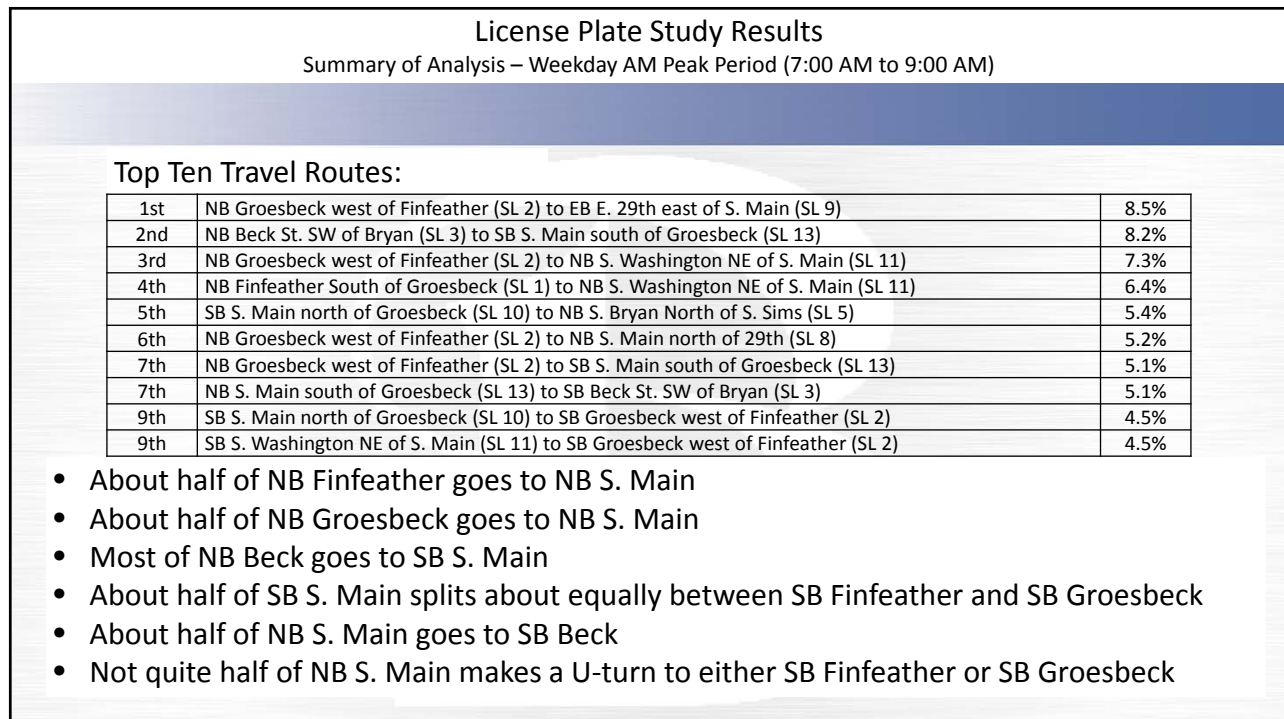 License Plate Study Results
Summary of Analysis – Weekday AM Peak Period (7:00 AM to 9:00 AM)
Top Ten Travel Routes:
1st NB Groesbeck west of Finfeather (SL 2) to EB E. 29th east of S. Main (SL 9) 8.5%
2nd NB Beck St. SW of Bryan (SL 3) to SB S. Main south of Groesbeck (SL 13) 8.2%
3rd NB Groesbeck west of Finfeather (SL 2) to NB S. Washington NE of S. Main (SL 11) 7.3%
4th NB Finfeather South of Groesbeck (SL 1) to NB S. Washington NE of S. Main (SL 11) 6.4%
5th SB S. Main north of Groesbeck (SL 10) to NB S. Bryan North of S. Sims (SL 5) 5.4%
6th NB Groesbeck west of Finfeather (SL 2) to NB S. Main north of 29th (SL 8) 5.2%
7th NB Groesbeck west of Finfeather (SL 2) to SB S. Main south of Groesbeck (SL 13) 5.1%
7th NB S. Main south of Groesbeck (SL 13) to SB Beck St. SW of Bryan (SL 3) 5.1%
9th SB S. Main north of Groesbeck (SL 10) to SB Groesbeck west of Finfeather (SL 2) 4.5%
9th SB S. Washington NE of S. Main (SL 11) to SB Groesbeck west of Finfeather (SL 2) 4.5%
• About half of NB Finfeather goes to NB S. Main
• About half of NB Groesbeck goes to NB S. Main
• Most of NB Beck goes to SB S. Main
• About half of SB S. Main splits about equally between SB Finfeather and SB Groesbeck
• About half of NB S. Main goes to SB Beck
• Not quite half of NB S. Main makes a U-turn to either SB Finfeather or SB Groesbeck